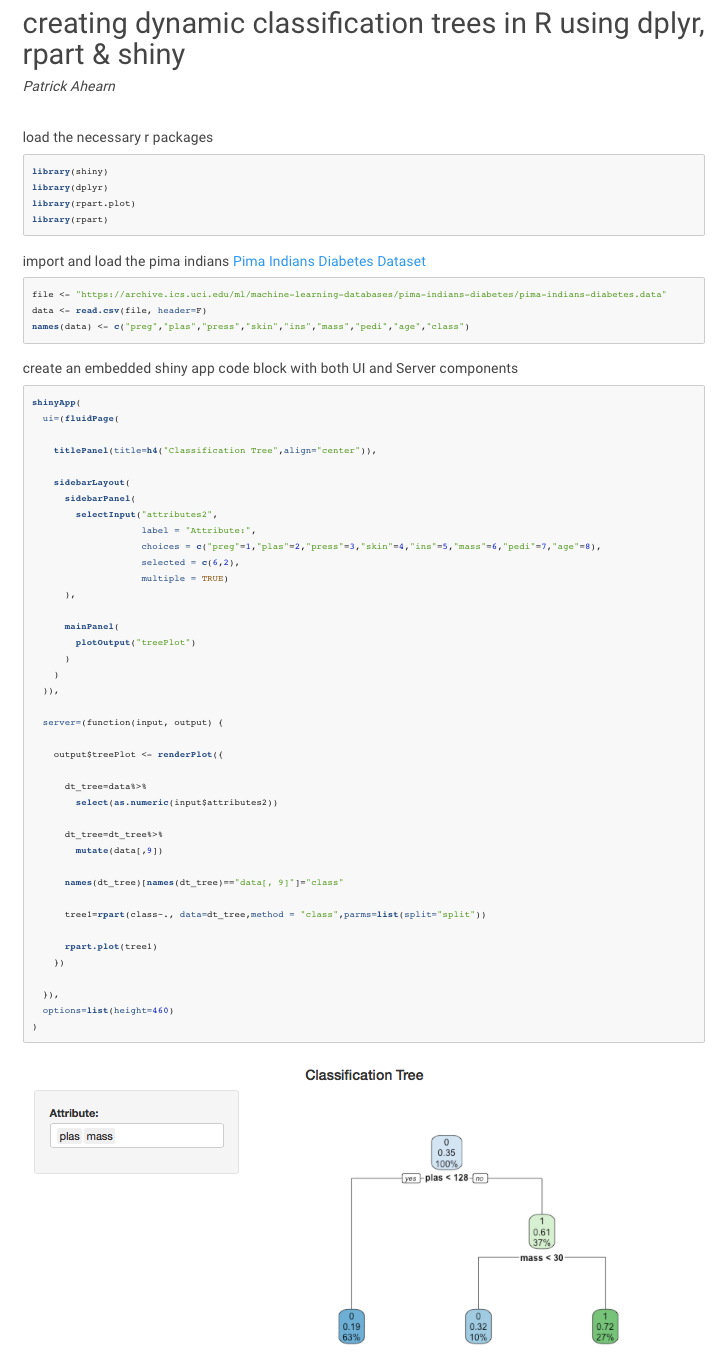 creating dynamic classification trees in R using dplyr,
rpart & shiny
Patrick Ahearn
load the necessary r packages
library(shiny)
library(dplyr)
library(rpart.plot)
library(rpart)
import and load the pima indians Pima Indians Diabetes Dataset
file <- "https://archive.ics.uci.edu/ml/machine-learning-databases/pima-indians-diabetes/pima-indians-diabetes.data"
data <- read.csv(file, header=F)
names(data) <- c("preg","plas","press","skin","ins","mass","pedi","age","class")
create an embedded shiny app code block with both UI and Server components
shinyApp(
ui=(fluidPage(
titlePanel(title=h4("Classification Tree",align="center")),
sidebarLayout(
sidebarPanel(
selectInput("attributes2",
label = "Attribute:",
choices = c("preg"=1,"plas"=2,"press"=3,"skin"=4,"ins"=5,"mass"=6,"pedi"=7,"age"=8),
selected = c(6,2),
multiple = TRUE)
),
mainPanel(
plotOutput("treePlot")
)
)
)),
server=(function(input, output) {
output$treePlot <- renderPlot({
dt_tree=data%>%
select(as.numeric(input$attributes2))
dt_tree=dt_tree%>%
mutate(data[,9])
names(dt_tree)[names(dt_tree)=="data[, 9]"]="class"
tree1=rpart(class~., data=dt_tree,method = "class",parms=list(split="split"))
rpart.plot(tree1)
})
}),
options=list(height=460)
)
Classification Tree
Attribute:
plas mass
0
0.35
100%
yes plas < 128 no
1
0.61
37%
mass < 30
0
0.19
63%
0
0.32
10%
1
0.72
27%